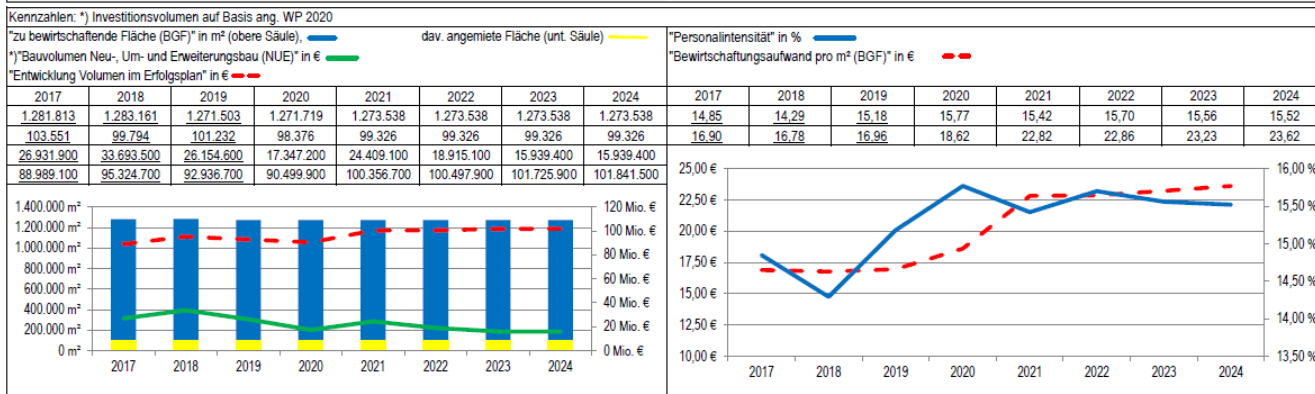 Kennzahlen: *) Investitionsvolumen auf Basis ang. WP 2020
"zu bewirtschaftende Fläche (BGF)" in m² (obere Säule), dav. angemiete Fläche (unt. Säule)
*)"Bauvolumen Neu-, Um- und Erweiterungsbau (NUE)" in €
"Entwicklung Volumen im Erfolgsplan" in €
2017 2018 2019 2020 2021 2022 2023 2024
1.281.813 1.283.161 1.271.503 1.271.719 1.273.538 1.273.538 1.273.538 1.273.538
103.551 99.794 101.232 98.376 99.326 99.326 99.326 99.326
26.931.900 33.693.500 26.154.600 17.347.200 24.409.100 18.915.100 15.939.400 15.939.400
88.989.100 95.324.700 92.936.700 90.499.900 100.356.700 100.497.900 101.725.900 101.841.500
1.400.000 m² 120 Mio. €
1.200.000 m² 100 Mio. €
1.000.000 m² 80 Mio. €
800.000 m² 60 Mio. €
600.000 m²
400.000 m² 40 Mio. €
200.000 m² 20 Mio. €
0 m² 0 Mio. €
2017 2018 2019 2020 2021 2022 2023 2024
"Personalintensität" in %
"Bewirtschaftungsaufwand pro m² (BGF)" in €
2017 2018 2019 2020 2021 2022 2023 2024
14,85 14,29 15,18 15,77 15,42 15,70 15,56 15,52
16,90 16,78 16,96 18,62 22,82 22,86 23,23 23,62
25,00 € 16,00 %
22,50 € 15,50 %
20,00 € 15,00 %
17,50 € 14,50 %
15,00 €
12,50 € 14,00 %
10,00 € 13,50 %
2017 2018 2019 2020 2021 2022 2023 2024